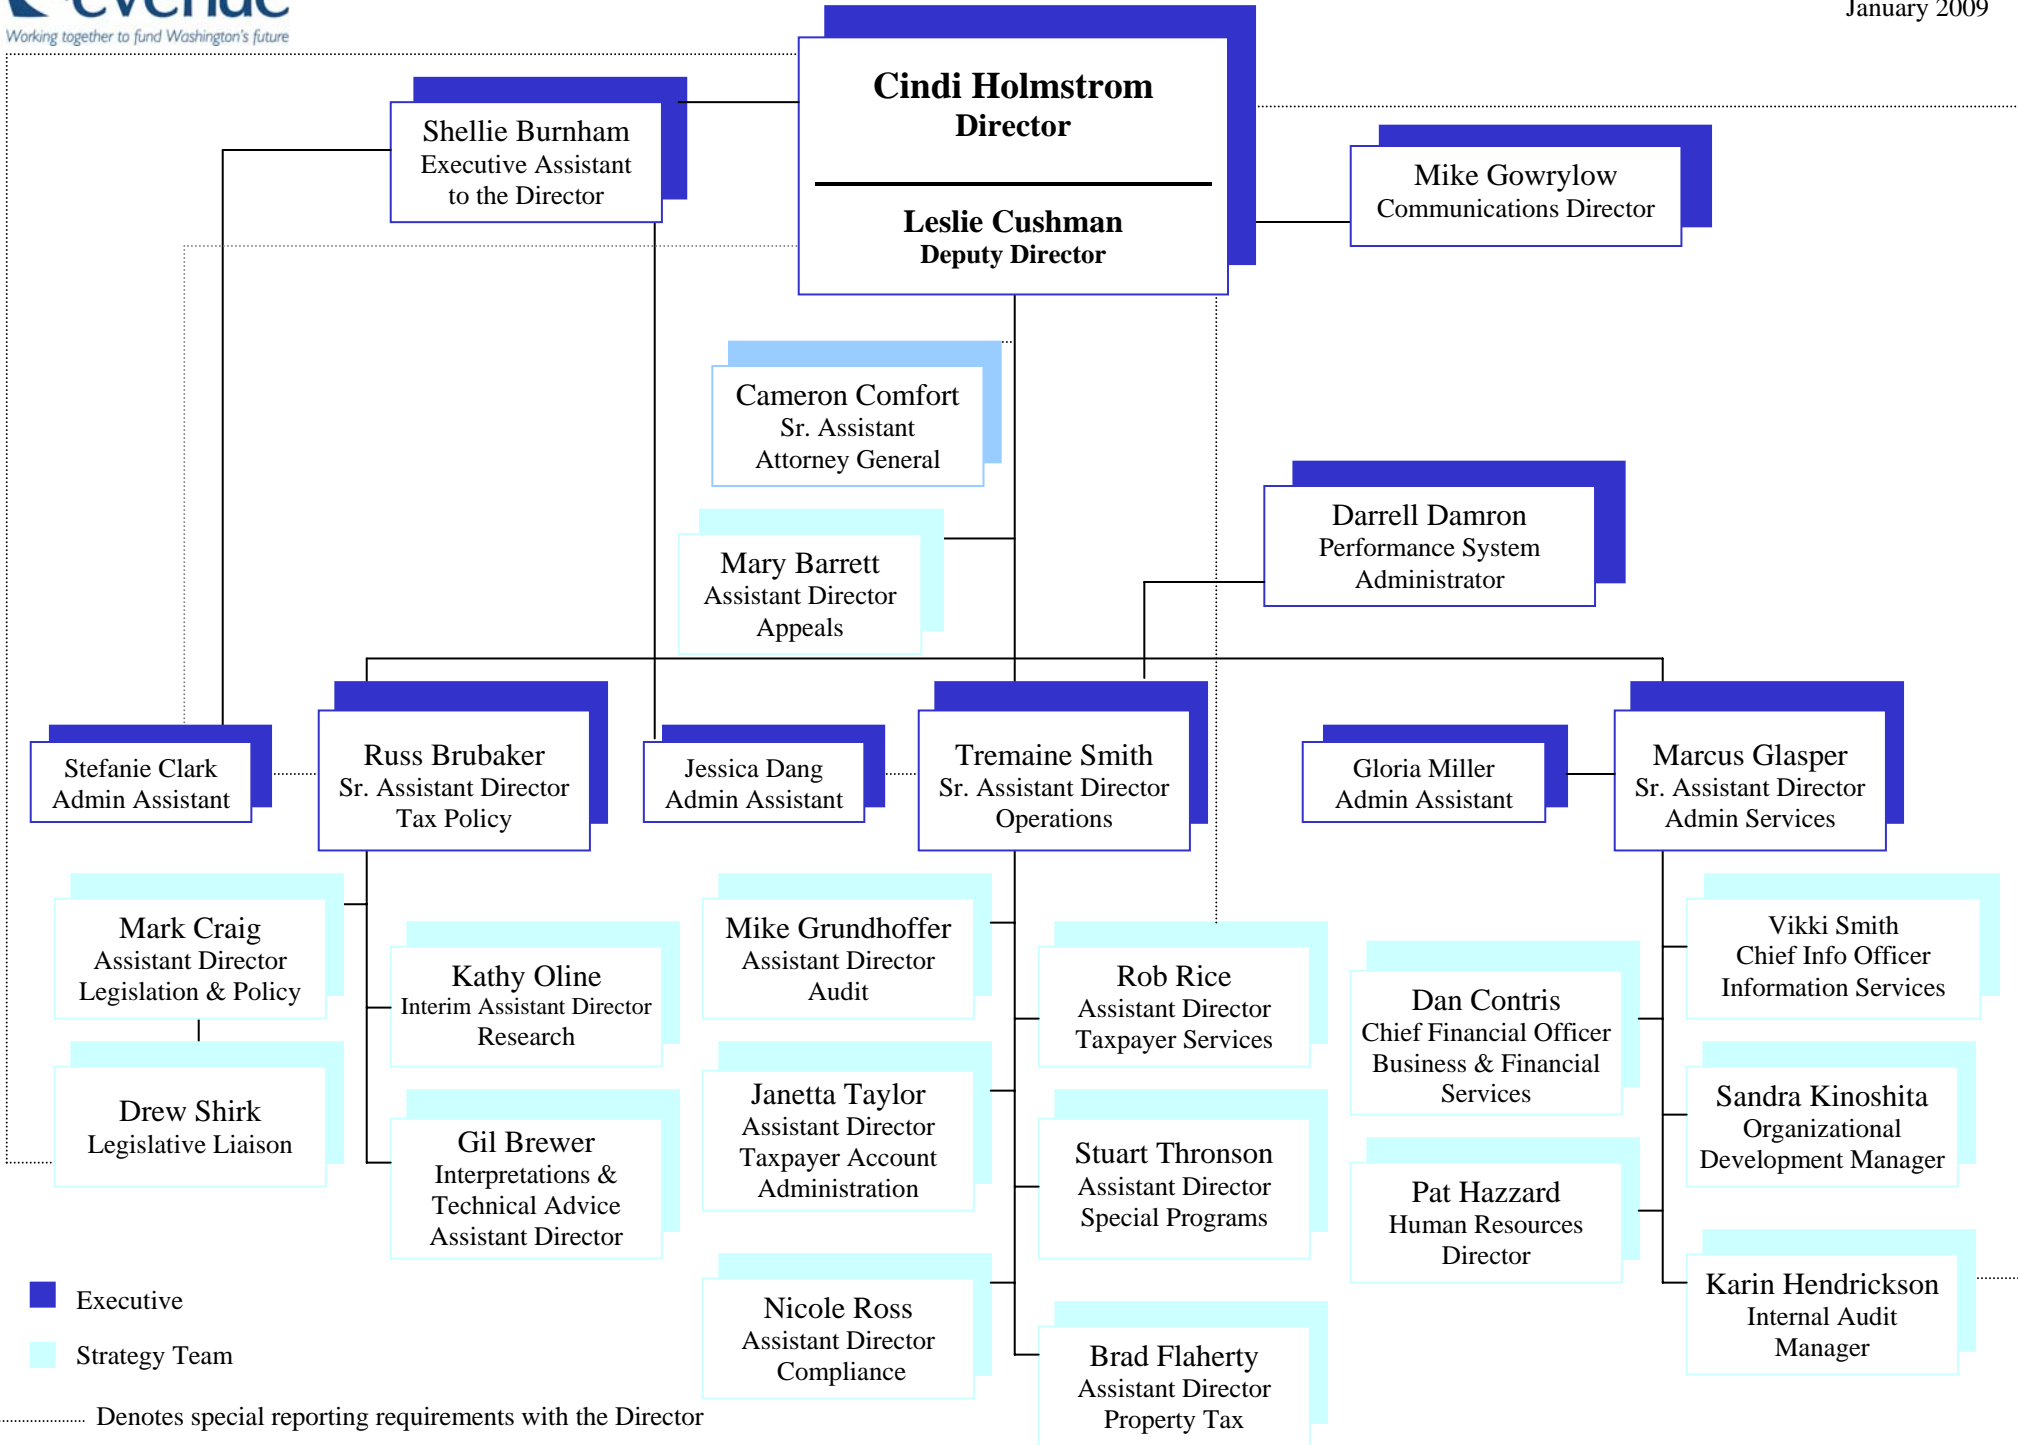 evenue
Working together to fund Washington's future
January 2009
Cindi Holmstrom
Director
Leslie Cushman
Deputy Director
Shellie Burnham
Executive Assistant
to the Director
Mike Gowrylow
Communications Director
Cameron Comfort
Sr. Assistant
Attorney General
Mary Barrett
Assistant Director
Appeals
Darrell Damron
Performance System
Administrator
Stefanie Clark
Admin Assistant
Russ Brubaker
Sr. Assistant Director
Tax Policy
Jessica Dang
Admin Assistant
Tremaine Smith
Sr. Assistant Director
Operations
Gloria Miller
Admin Assistant
Marcus Glasper
Sr. Assistant Director
Admin Services
Mark Craig
Assistant Director
Legislation & Policy
Kathy Oline
Interim Assistant Director
Research
Drew Shirk
Legislative Liaison
Gil Brewer
Interpretations &
Technical Advice
Assistant Director
Mike Grundhoffer
Assistant Director
Audit
Rob Rice
Assistant Director
Taxpayer Services
Janetta Taylor
Assistant Director
Taxpayer Account
Administration
Stuart Thronson
Assistant Director
Special Programs
Nicole Ross
Assistant Director
Compliance
Brad Flaherty
Assistant Director
Property Tax
Vikki Smith
Chief Info Officer
Information Services
Dan Contris
Chief Financial Officer
Business & Financial
Services
Sandra Kinoshita
Organizational
Development Manager
Pat Hazzard
Human Resources
Director
Karin Hendrickson
Internal Audit
Manager
Executive
Strategy Team
Denotes special reporting requirements with the Director